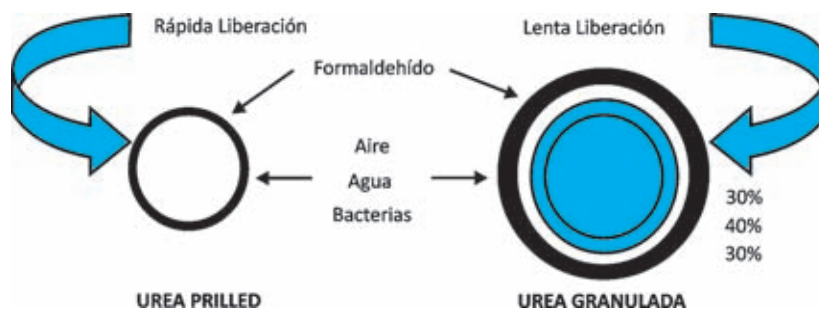 Rápida Liberación
Lenta Liberación
Formaldehído
Aire
Agua
Bacterias
30%
40%
30%
UREA PRILLED
UREA GRANULADA